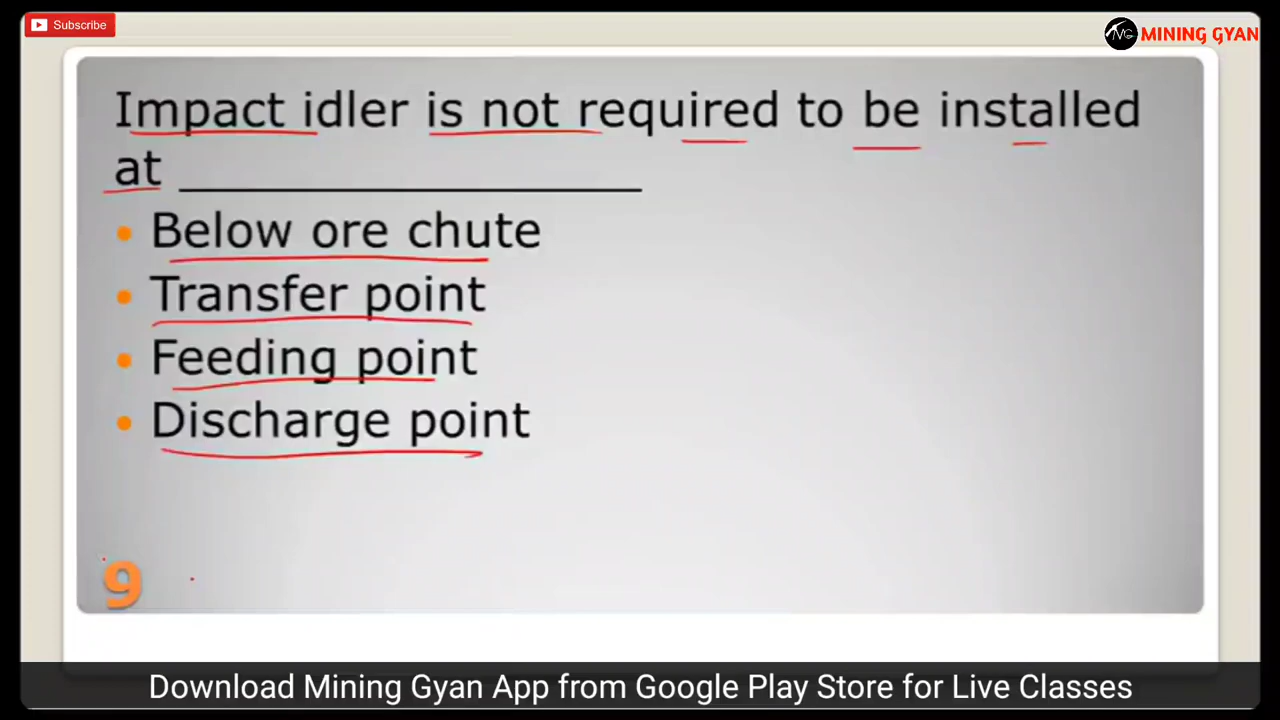 Subscribe
MINING GYAN
Impact idler is not required to be installed
at ____________________
• Below ore chute
• Transfer point
• Feeding point
• Discharge point
9
Download Mining Gyan App from Google Play Store for Live Classes